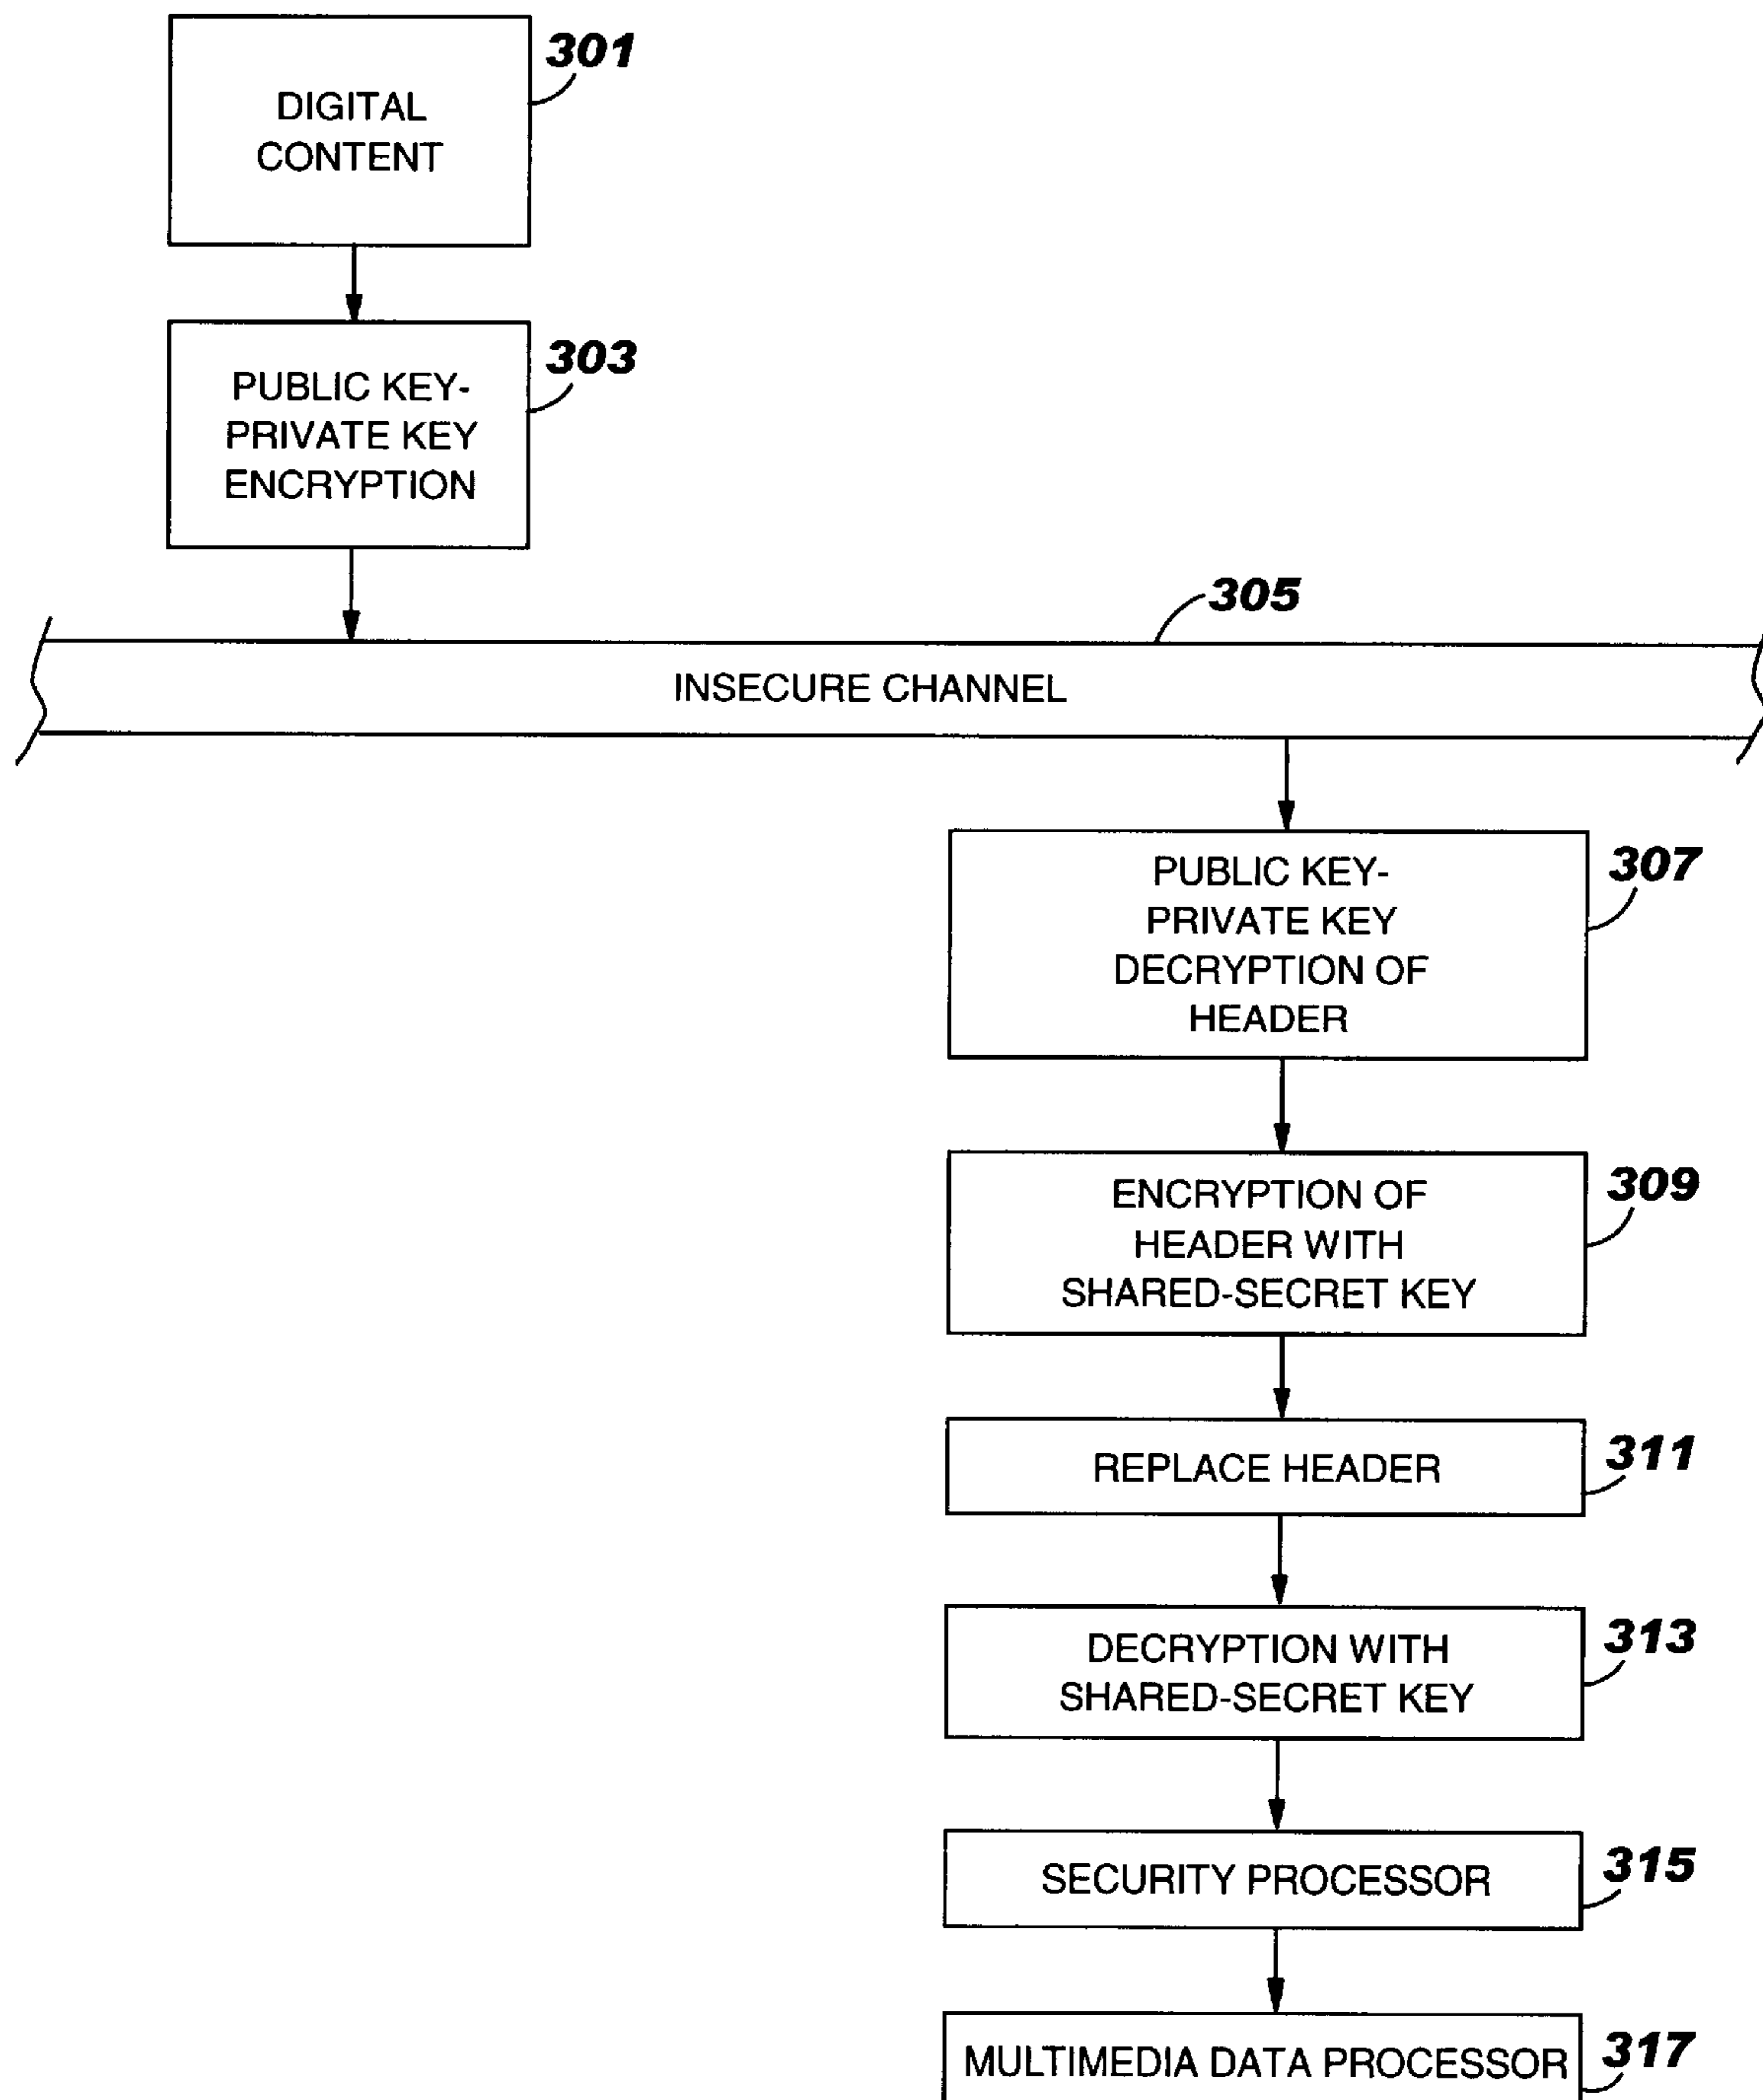 301
DIGITAL
CONTENT
303
PUBLIC KEY-
PRIVATE KEY
ENCRYPTION
305
INSECURE CHANNEL
307
PUBLIC KEY-
PRIVATE KEY
DECRYPTION OF
HEADER
309
ENCRYPTION OF
HEADER WITH
SHARED-SECRET KEY
311
REPLACE HEADER
313
DECRYPTION WITH
SHARED-SECRET KEY
315
SECURITY PROCESSOR
317
MULTIMEDIA DATA PROCESSOR